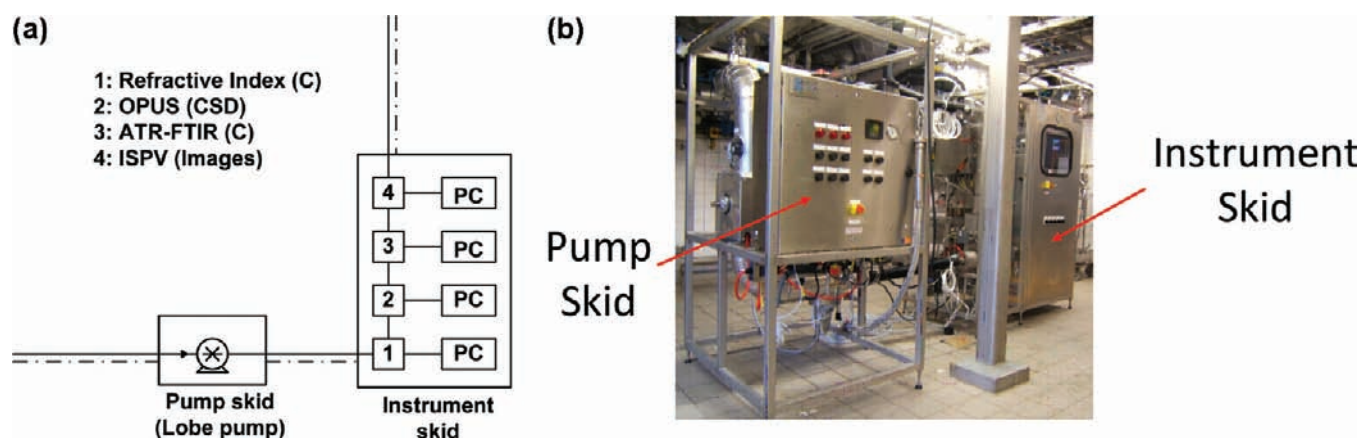 (a)
1: Refractive Index (C)
2: OPUS (CSD)
3: ATR-FTIR (C)
4: ISPV (Images)
4
PC
3
PC
2
PC
1
PC
Pump skid
(Lobe pump)
Instrument
skid
(b)
Pump
Skid
Instrument
Skid